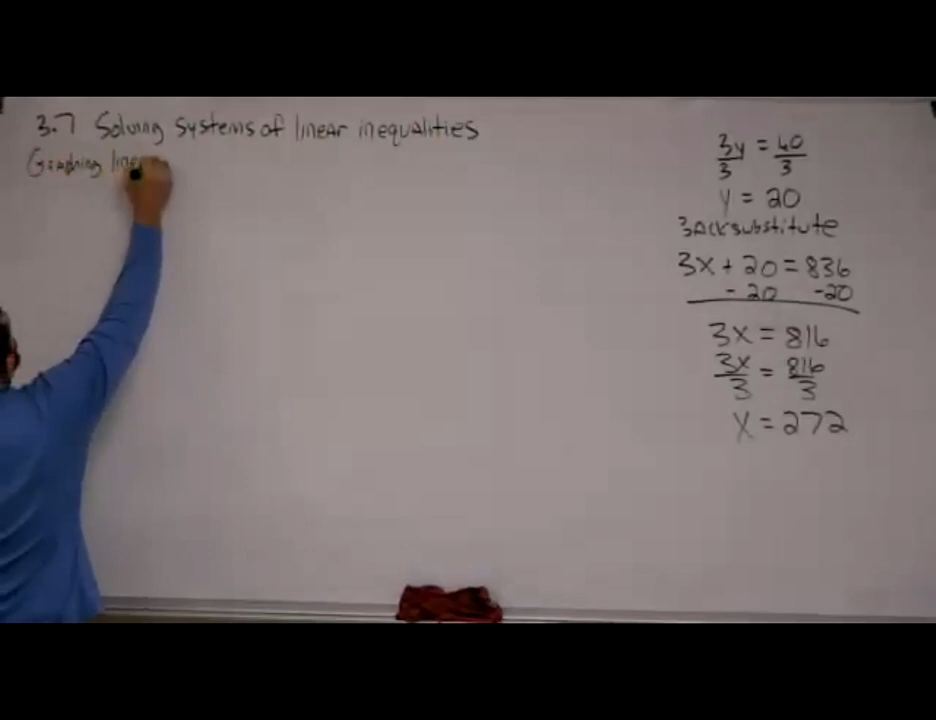 3.7 Solving Systems of linear inequalities
Graphing line
3y/3 = 60/3
y = 20
Backsubstitute
3x + 20 = 836
- 20 -20
3x = 816
3x/3 = 816/3
x = 272